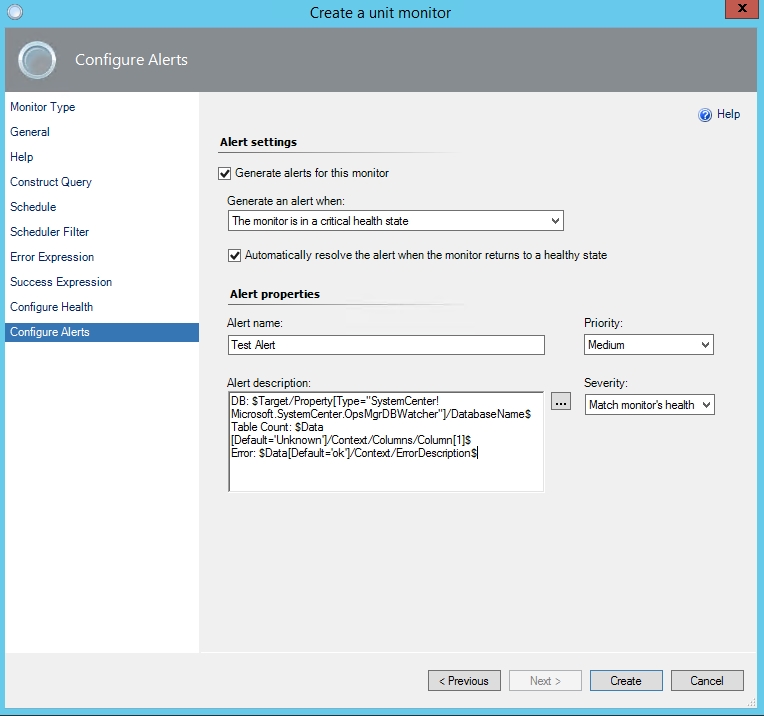 Create a unit monitor
X
Configure Alerts
Monitor Type
General
Help
Construct Query
Schedule
Scheduler Filter
Error Expression
Success Expression
Configure Health
Configure Alerts
Help
Alert settings
Generate alerts for this monitor
Generate an alert when:
The monitor is in a critical health state
Automatically resolve the alert when the monitor returns to a healthy state
Alert properties
Alert name:
Test Alert
Priority:
Medium
Alert description:
DB: $Target/Property[Type="SystemCenter!
Microsoft.SystemCenter.OpsMgrDBWatcher"]/DatabaseName$
Table Count: $Data
[Default='Unknown']/Context/Columns/Column[1]$
Error: $Data[Default='ok']/Context/ErrorDescription$
...
Severity:
Match monitor's health
< Previous
Next >
Create
Cancel